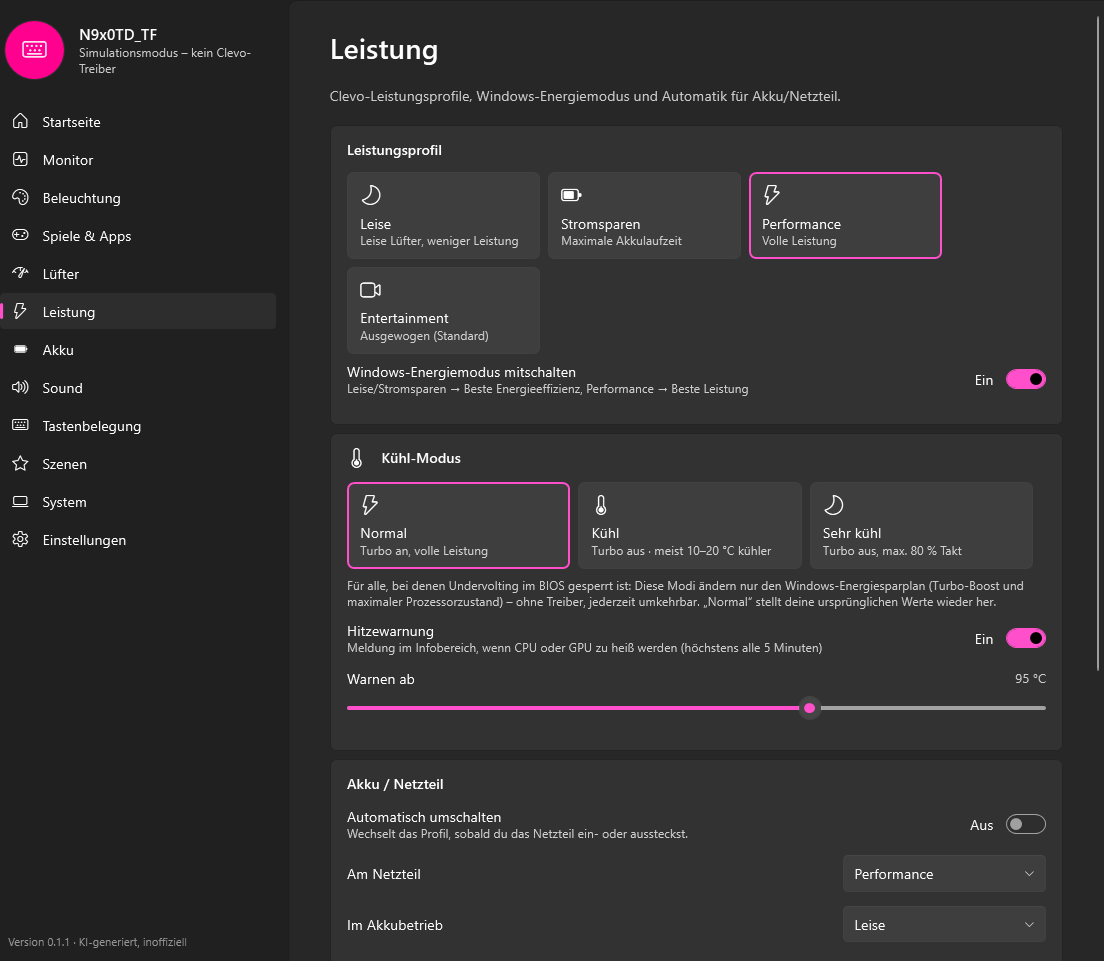 N9x0TD_TF
Simulationsmodus – kein Clevo-
Treiber
Startseite
Monitor
Beleuchtung
Spiele & Apps
Lüfter
Leistung
Akku
Sound
Tastenbelegung
Szenen
System
Einstellungen
Version 0.1.1 · KI-generiert, inoffiziell
Leistung
Clevo-Leistungsprofile, Windows-Energiemodus und Automatik für Akku/Netzteil.
Leistungsprofil
Leise
Leise Lüfter, weniger Leistung
Stromsparen
Maximale Akkulaufzeit
Performance
Volle Leistung
Entertainment
Ausgewogen (Standard)
Windows-Energiemodus mitschalten
Leise/Stromsparen → Beste Energieeffizienz, Performance → Beste Leistung
Ein
Kühl-Modus
Normal
Turbo an, volle Leistung
Kühl
Turbo aus · meist 10–20 °C kühler
Sehr kühl
Turbo aus, max. 80 % Takt
Für alle, bei denen Undervolting im BIOS gesperrt ist: Diese Modi ändern nur den Windows-Energiesparplan (Turbo-Boost und
maximaler Prozessorzustand) – ohne Treiber, jederzeit umkehrbar. „Normal“ stellt deine ursprünglichen Werte wieder her.
Hitzewarnung
Meldung im Infobereich, wenn CPU oder GPU zu heiß werden (höchstens alle 5 Minuten)
Ein
Warnen ab
95 °C
Akku / Netzteil
Automatisch umschalten
Wechselt das Profil, sobald du das Netzteil ein- oder aussteckst.
Aus
Am Netzteil
Performance
Im Akkubetrieb
Leise